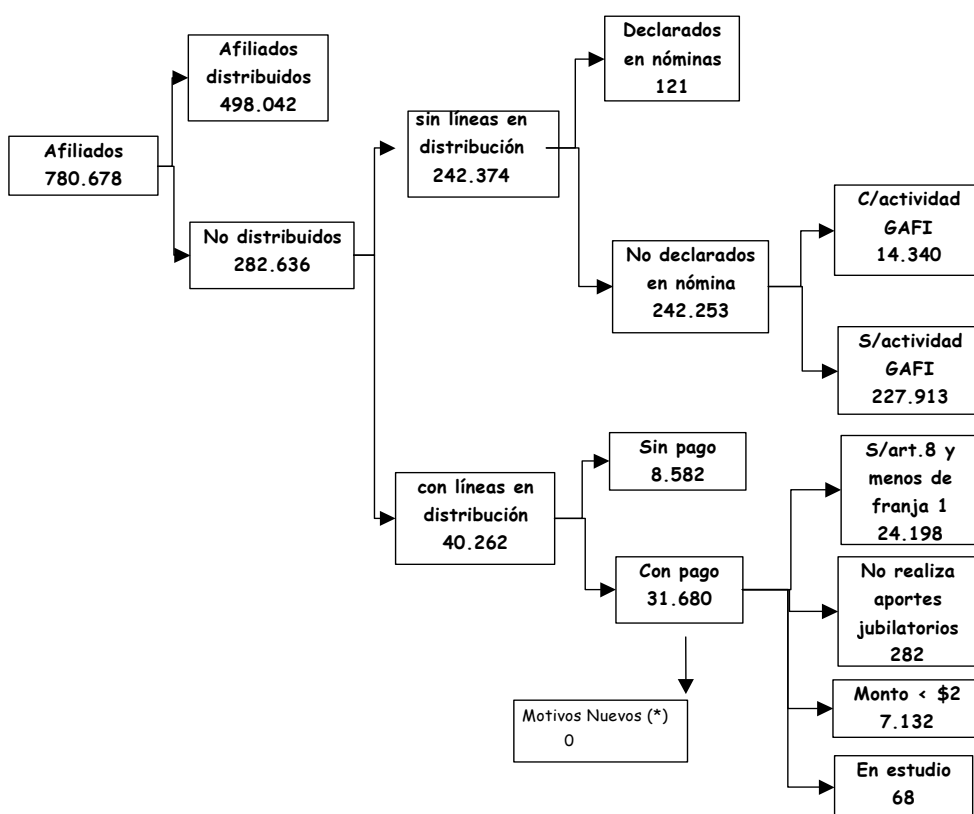 Afiliados
780.678
Afiliados
distribuidos
498.042
No distribuidos
282.636
sin líneas en
distribución
242.374
con líneas en
distribución
40.262
Declarados
en nóminas
121
No declarados
en nómina
242.253
C/actividad
GAFI
14.340
S/actividad
GAFI
227.913
Sin pago
8.582
Con pago
31.680
Motivos Nuevos (*)
0
S/art.8 y
menos de
franja 1
24.198
No realiza
aportes
jubilatorios
282
Monto < $2
7.132
En estudio
68